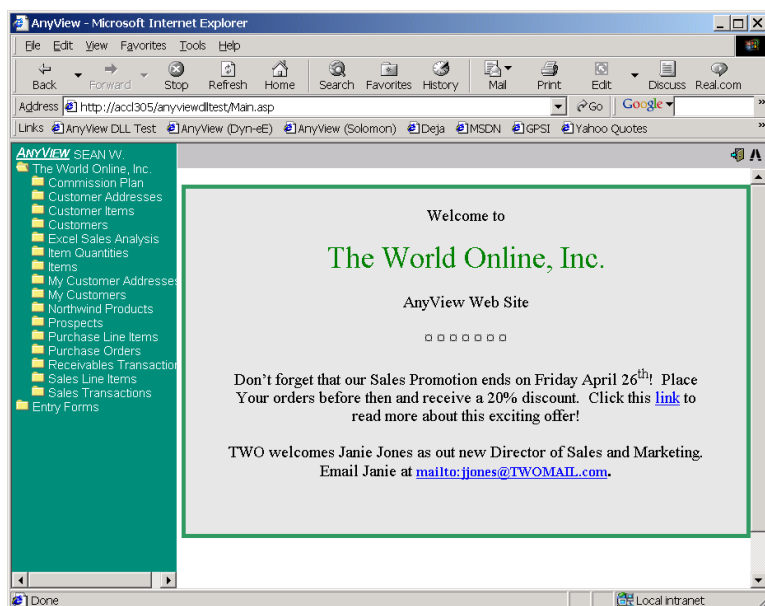 AnyView - Microsoft Internet Explorer
File Edit View Favorites Tools Help
Back Forward Stop Refresh Home Search Favorites History Mail Print Edit Discuss Real.com
Address http://accl305/anyviewdlltest/Main.asp Go Google »
Links AnyView DLL Test AnyView (Dyn-eE) AnyView (Solomon) Deja MSDN GPSI Yahoo Quotes »
ANYVIEW SEAN W.
The World Online, Inc.
Commission Plan
Customer Addresses
Customer Items
Customers
Excel Sales Analysis
Item Quantities
Items
My Customer Addresses
My Customers
Northwind Products
Prospects
Purchase Line Items
Purchase Orders
Receivables Transaction
Sales Line Items
Sales Transactions
Entry Forms
Welcome to
The World Online, Inc.
AnyView Web Site
Don't forget that our Sales Promotion ends on Friday April 26th! Place
Your orders before then and receive a 20% discount. Click this link to
read more about this exciting offer!
TWO welcomes Janie Jones as out new Director of Sales and Marketing.
Email Janie at mailto:jjones@TWOMAIL.com.
Done Local intranet